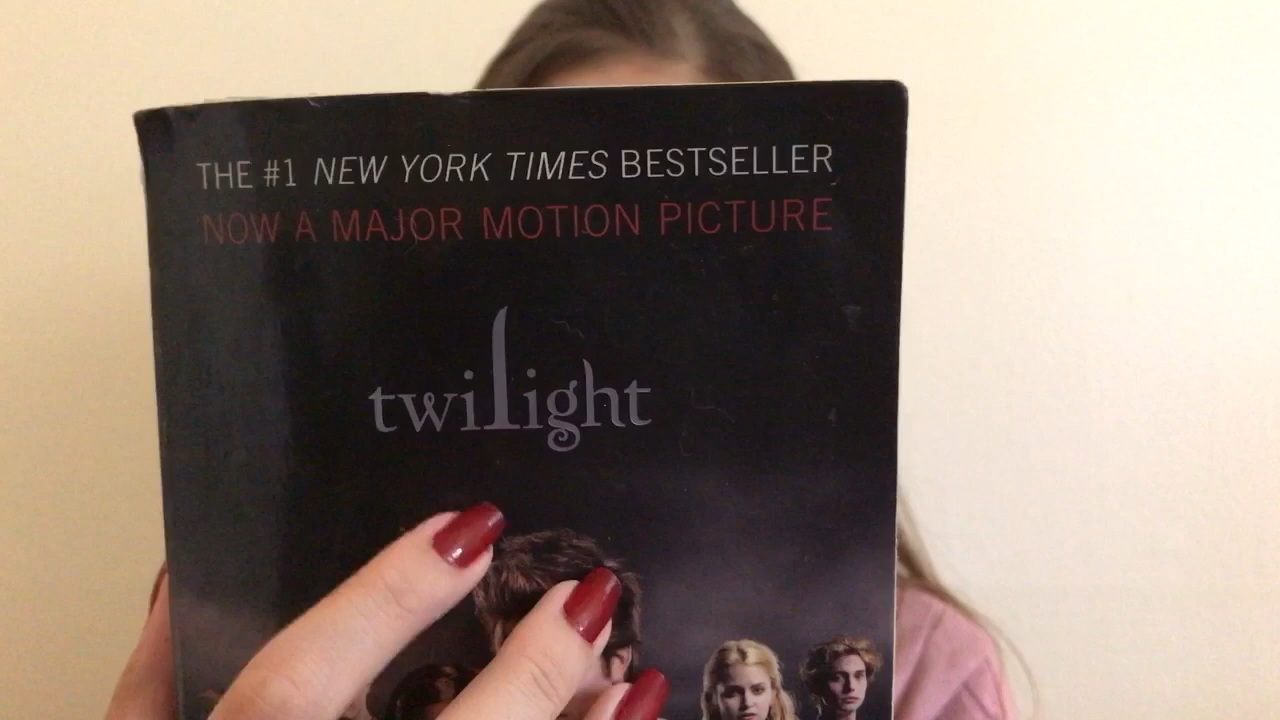 THE #1 NEW YORK TIMES BESTSELLER
NOW A MAJOR MOTION PICTURE
twilight